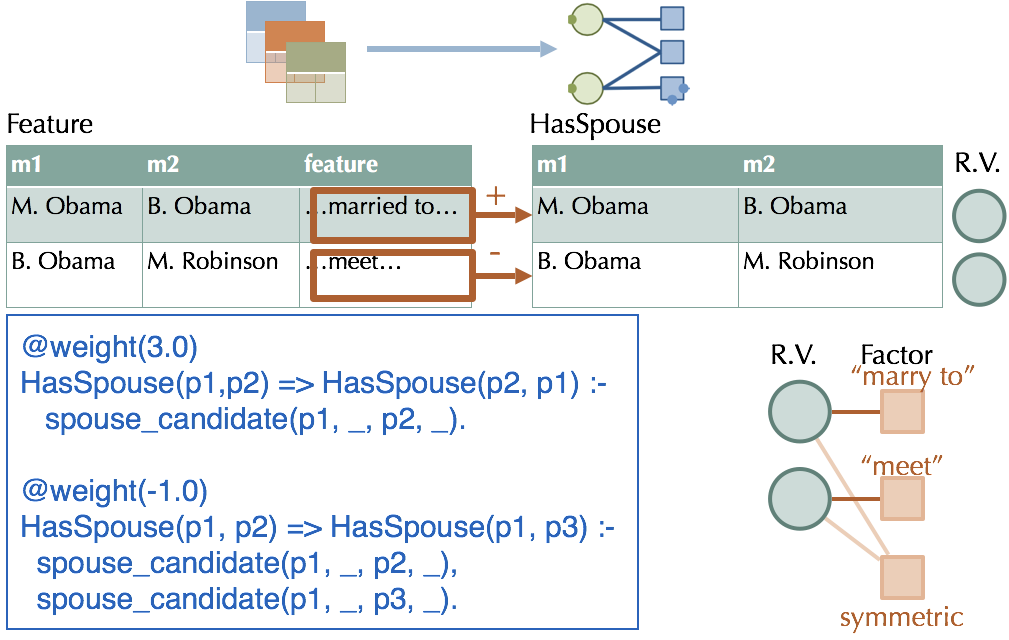 Feature
HasSpouse
m1 m2 feature
m1 m2
R.V.
M. Obama B. Obama ...married to...
+
M. Obama B. Obama
B. Obama M. Robinson ...meet...
-
B. Obama M. Robinson
@weight(3.0)
HasSpouse(p1,p2) => HasSpouse(p2, p1) :-
spouse_candidate(p1, _, p2, _).
@weight(-1.0)
HasSpouse(p1, p2) => HasSpouse(p1, p3) :-
spouse_candidate(p1, _, p2, _),
spouse_candidate(p1, _, p3, _).
R.V. Factor
“marry to”
“meet”
symmetric